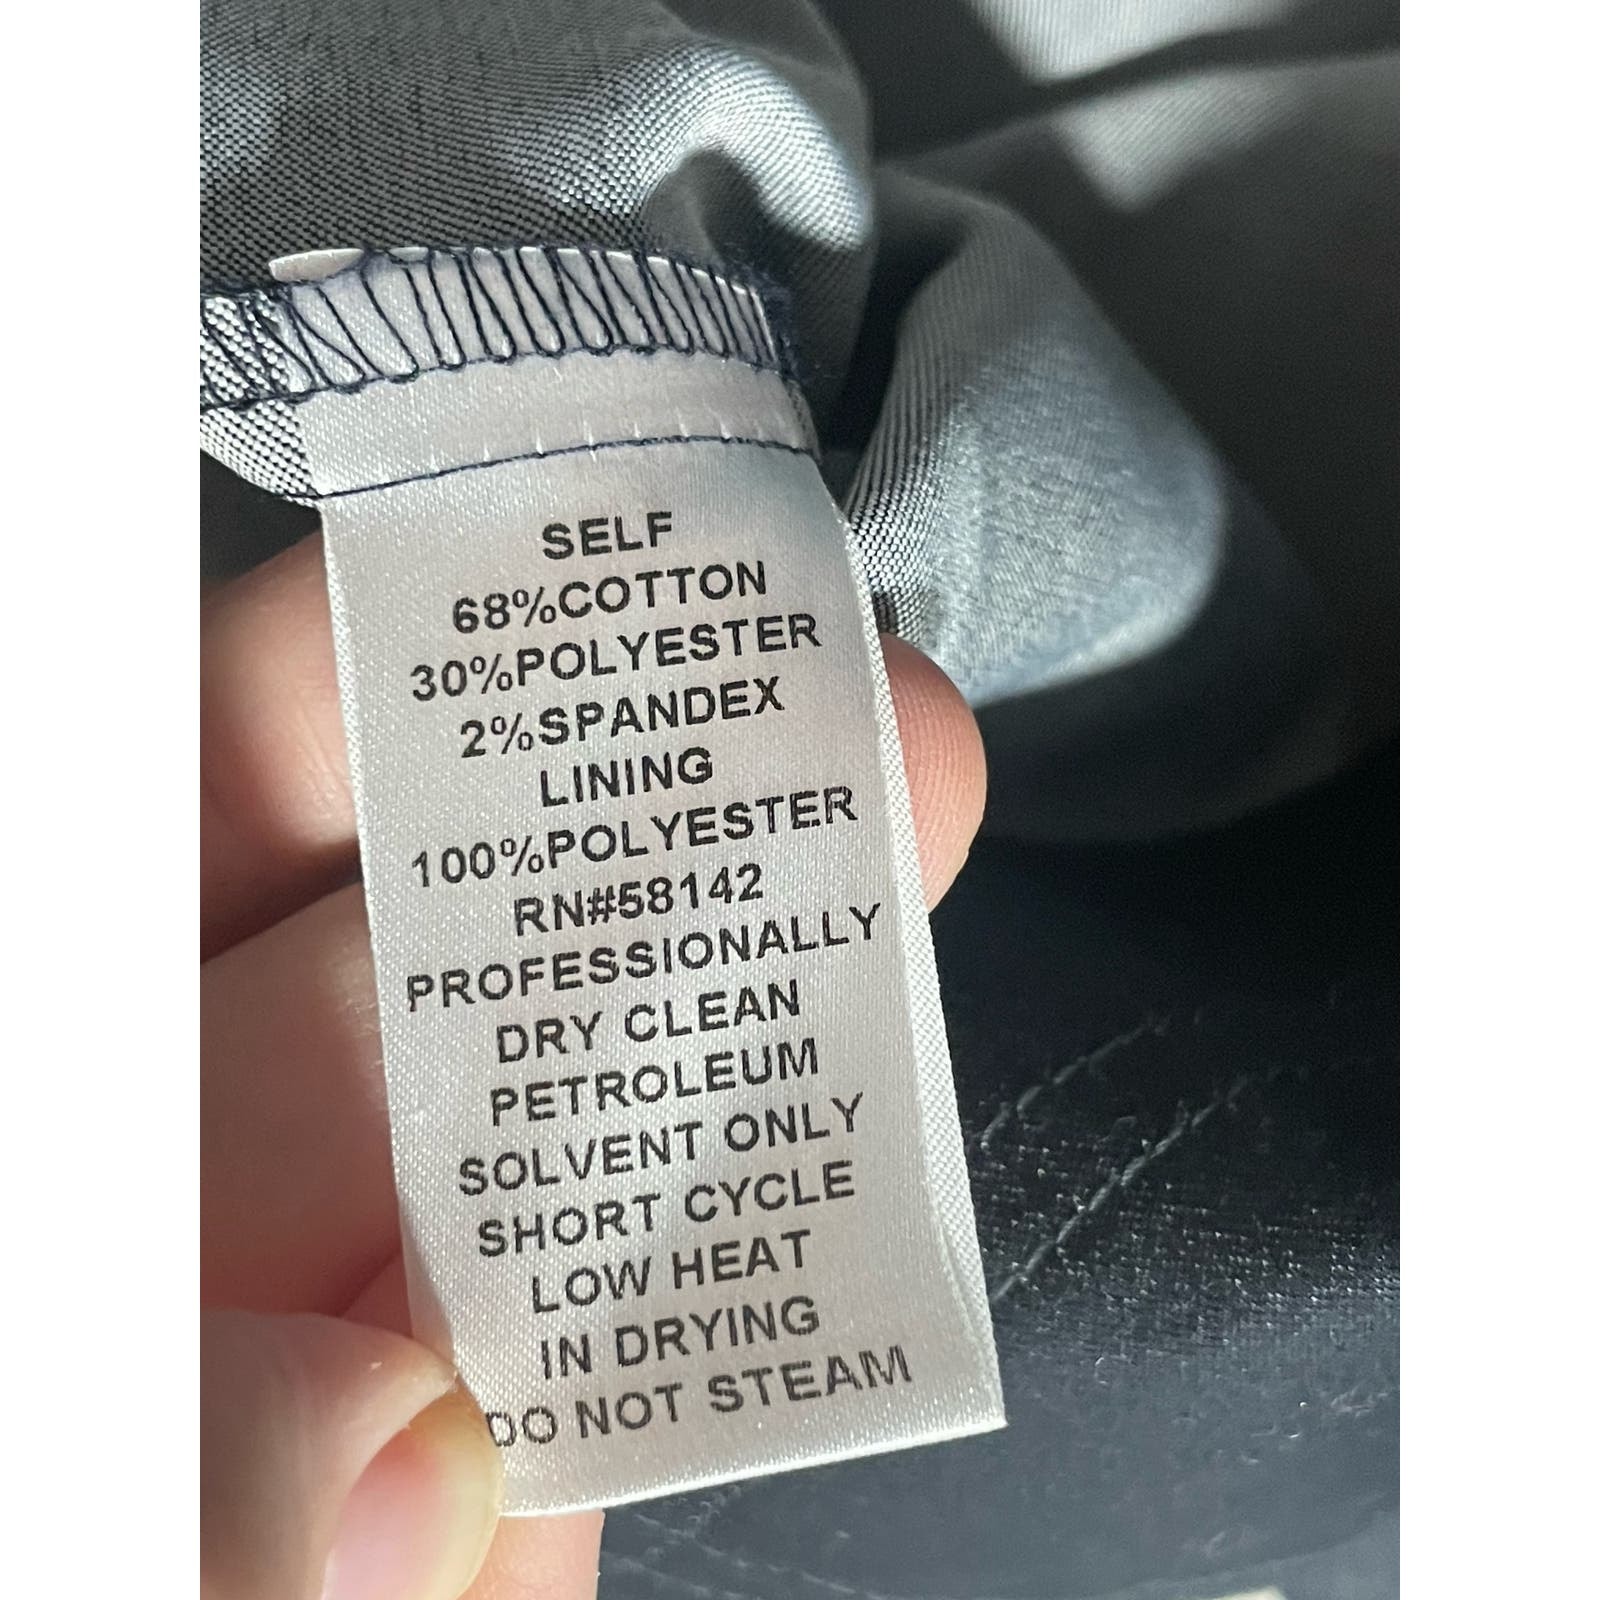 SELF
68%COTTON
30%POLYESTER
2%SPANDEX
LINING
100%POLYESTER
RN#58142
PROFESSIONALLY
DRY CLEAN
PETROLEUM
SOLVENT ONLY
SHORT CYCLE
LOW HEAT
IN DRYING
DO NOT STEAM